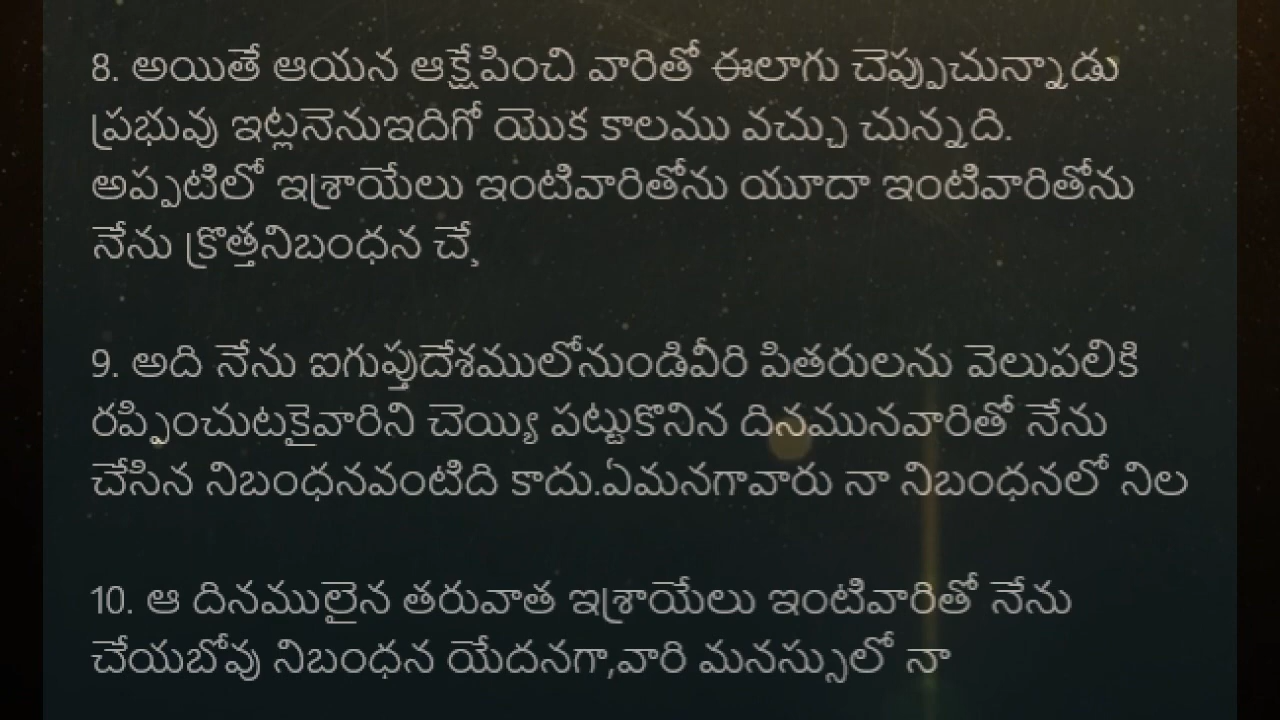 8. అయితే ఆయన ఆక్షేపించి వారితో ఈలాగు చెప్పుచున్నాడు
ప్రభువు ఇట్లనెనుఇదిగో యొక కాలము వచ్చు చున్నది.
అప్పటిలో ఇశ్రాయేలు ఇంటివారితోను యూదా ఇంటివారితోను
నేను క్రొత్తనిబంధన చే
9. అది నేను ఐగుప్తుదేశములోనుండివీరి పితరులను వెలుపలికి
రప్పించుటకైవారిని చెయ్యి పట్టుకొనిన దినమునవారితో నేను
చేసిన నిబంధనవంటిది కాదు.ఏమనగావారు నా నిబంధనలో నిల
10. ఆ దినములైన తరువాత ఇశ్రాయేలు ఇంటివారితో నేను
చేయబోవు నిబంధన యేదనగా,వారి మనస్సులో నా